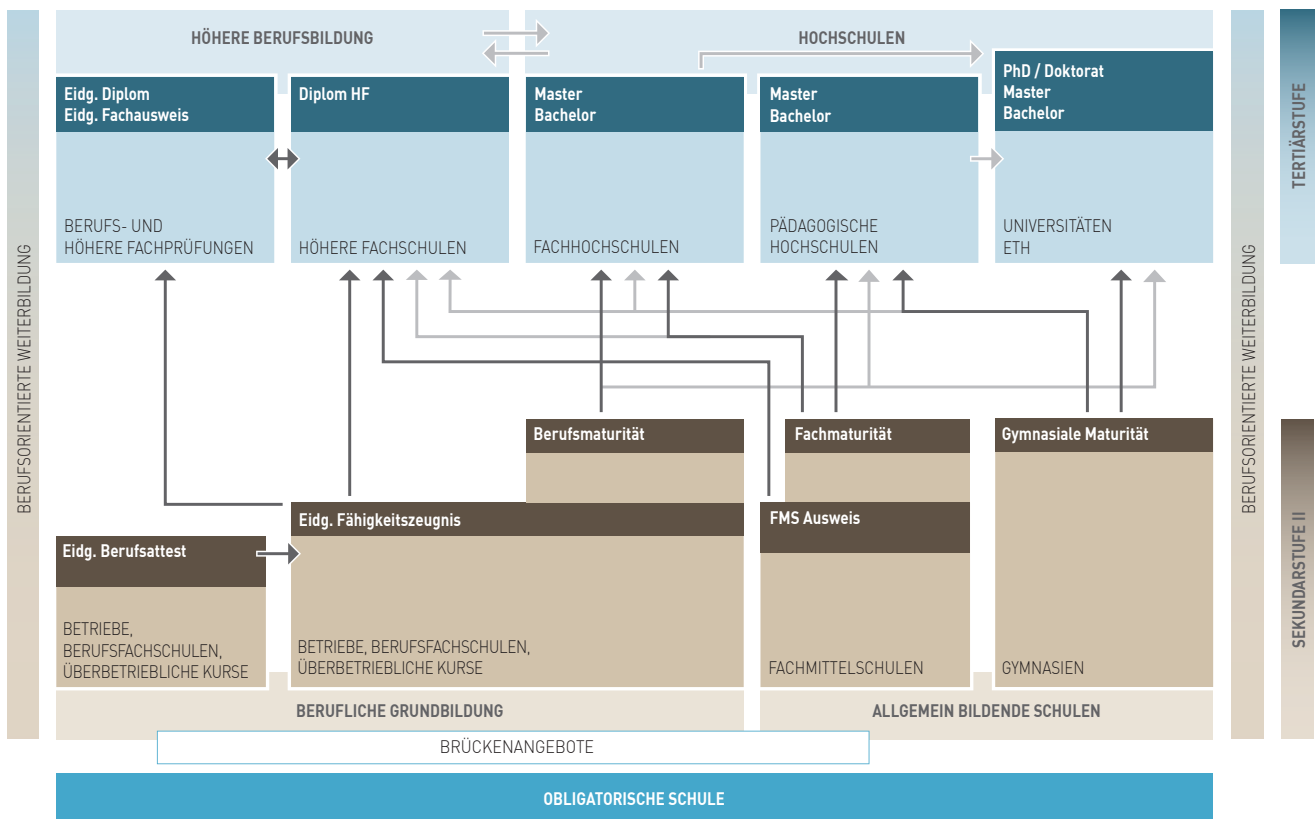 HÖHERE BERUFSBILDUNG
HOCHSCHULEN
Eidg. Diplom
Eidg. Fachausweis
Diplom HF
Master
Bachelor
Master
Bachelor
PhD / Doktorat
Master
Bachelor
BERUFS- UND
HÖHERE FACHPRÜFUNGEN
HÖHERE FACHSCHULEN
FACHHOCHSCHULEN
PÄDAGOGISCHE
HOCHSCHULEN
UNIVERSITÄTEN
ETH
BERUFSORIENTIERTE WEITERBILDUNG
BERUFSORIENTIERTE WEITERBILDUNG
TERTIÄRSTUFE
Berufsmaturität
Fachmaturität
Gymnasiale Maturität
Eidg. Fähigkeitszeugnis
FMS Ausweis
Eidg. Berufsattest
BETRIEBE,
BERUFSFACHSCHULEN,
ÜBERBETRIEBLICHE KURSE
BETRIEBE, BERUFSFACHSCHULEN,
ÜBERBETRIEBLICHE KURSE
FACHMITTELSCHULEN
GYMNASIEN
SEKUNDARSTUFE II
BERUFLICHE GRUNDBILDUNG
ALLGEMEIN BILDENDE SCHULEN
BRÜCKENANGEBOTE
OBLIGATORISCHE SCHULE